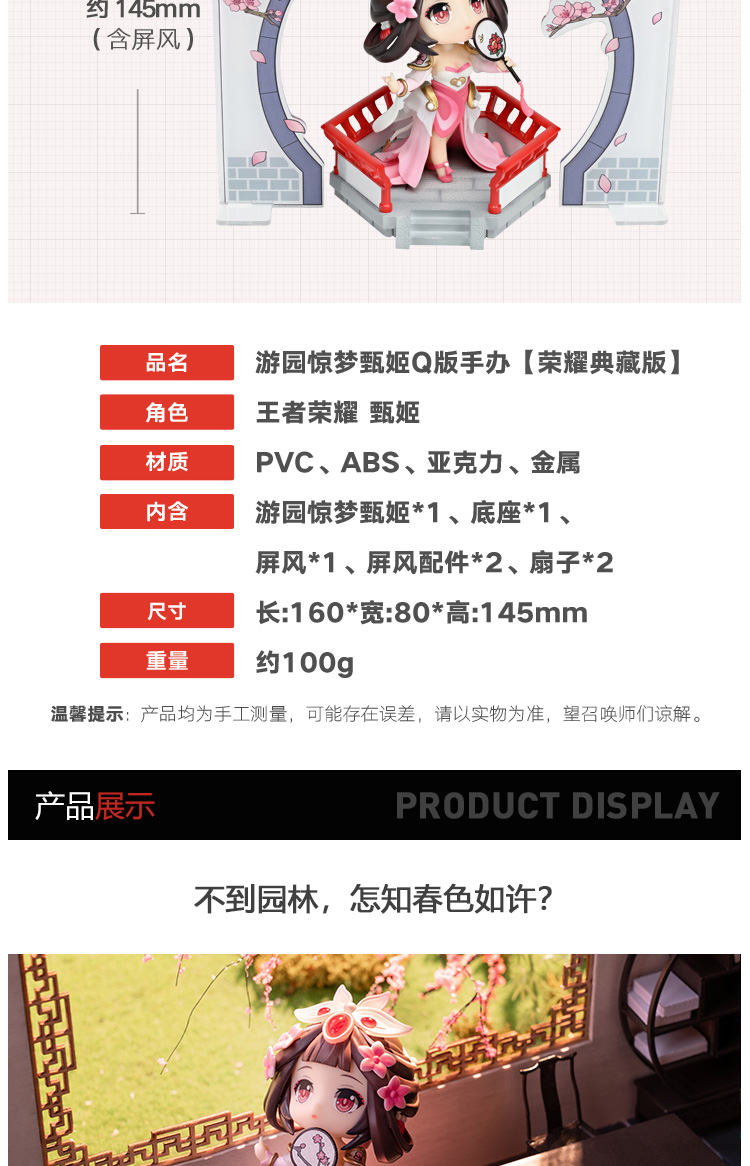 约 145mm
(含屏风)
品名 游园惊梦甄姬Q版手办【荣耀典藏版】
角色 王者荣耀 甄姬
材质 PVC、ABS、亚克力、金属
内含 游园惊梦甄姬*1、底座*1、
屏风*1、屏风配件*2、扇子*2
尺寸 长:160*宽:80*高:145mm
重量 约100g
温馨提示：产品均为手工测量，可能存在误差，请以实物为准，望召唤师们谅解。
产品展示 PRODUCT DISPLAY
不到园林，怎知春色如许？